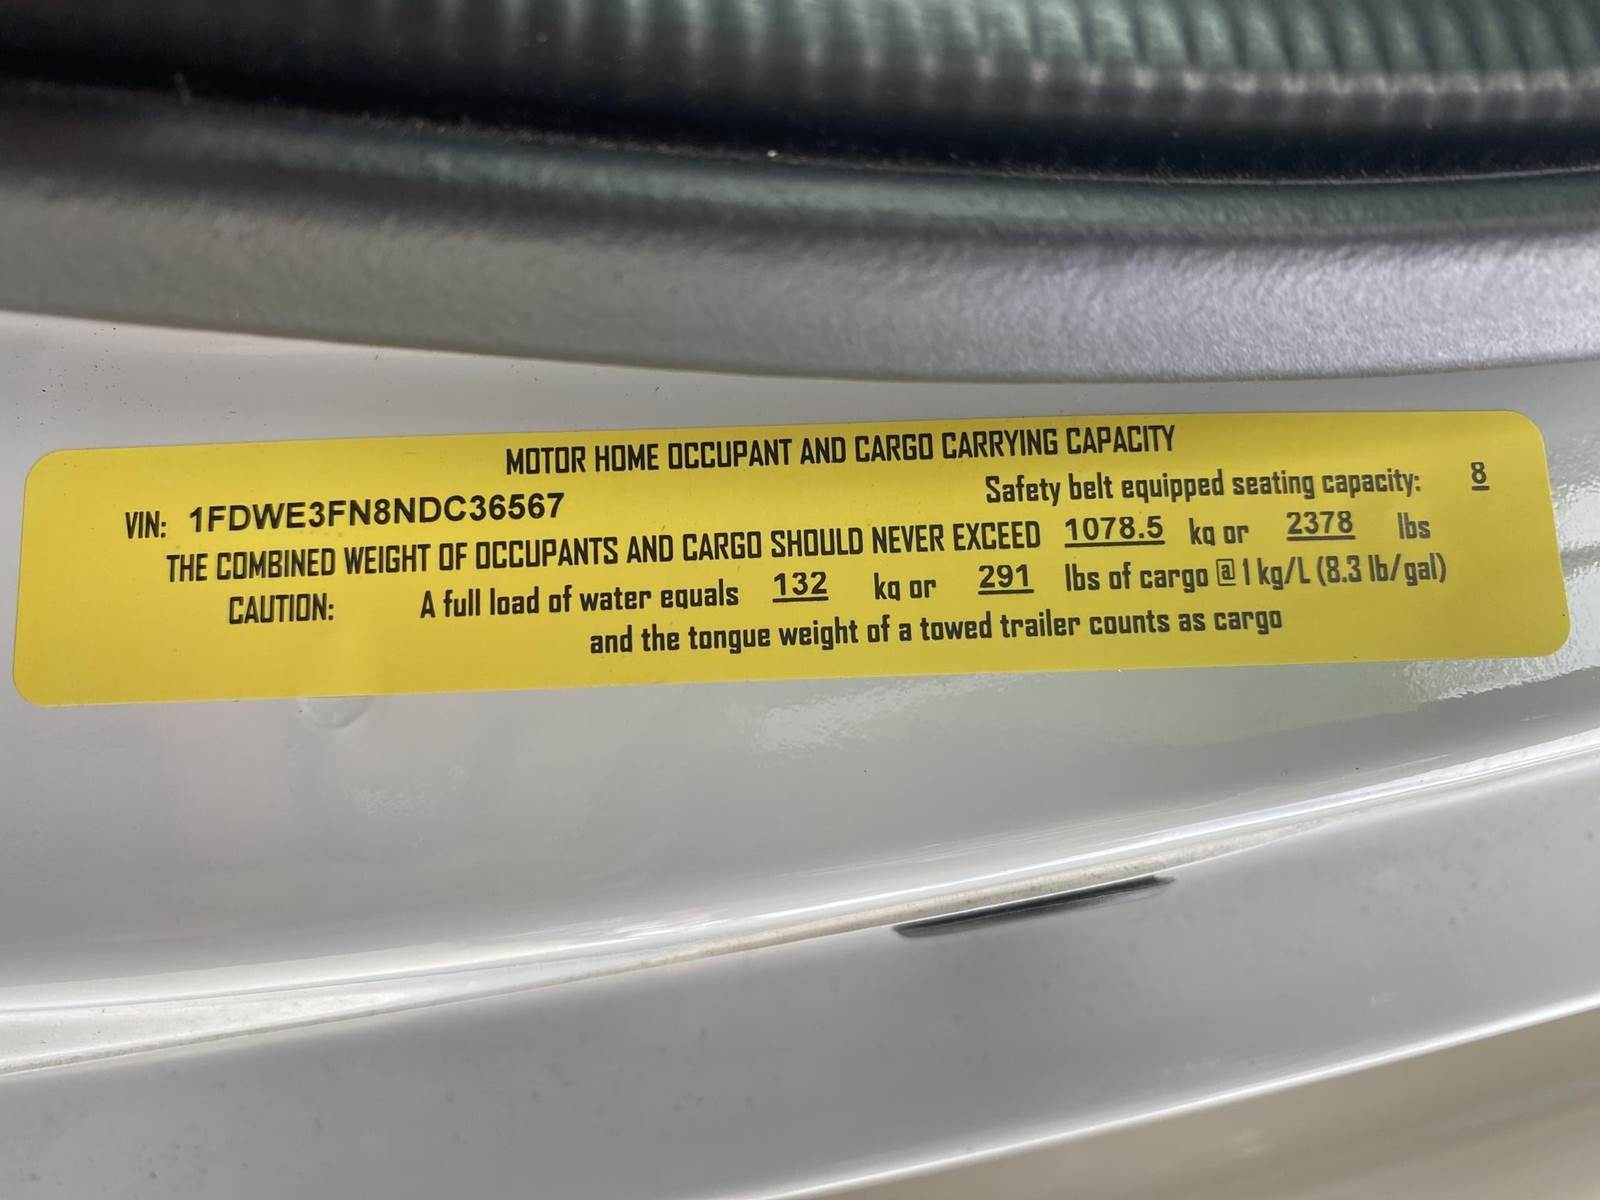 MOTOR HOME OCCUPANT AND CARGO CARRYING CAPACITY
VIN: 1FDWE3FN8NDC36567 Safety belt equipped seating capacity: 8
THE COMBINED WEIGHT OF OCCUPANTS AND CARGO SHOULD NEVER EXCEED 1078.5 kg or 2378 lbs
CAUTION: A full load of water equals 132 kg or 291 lbs of cargo @ 1 kg/L (8.3 lb/gal)
and the tongue weight of a towed trailer counts as cargo